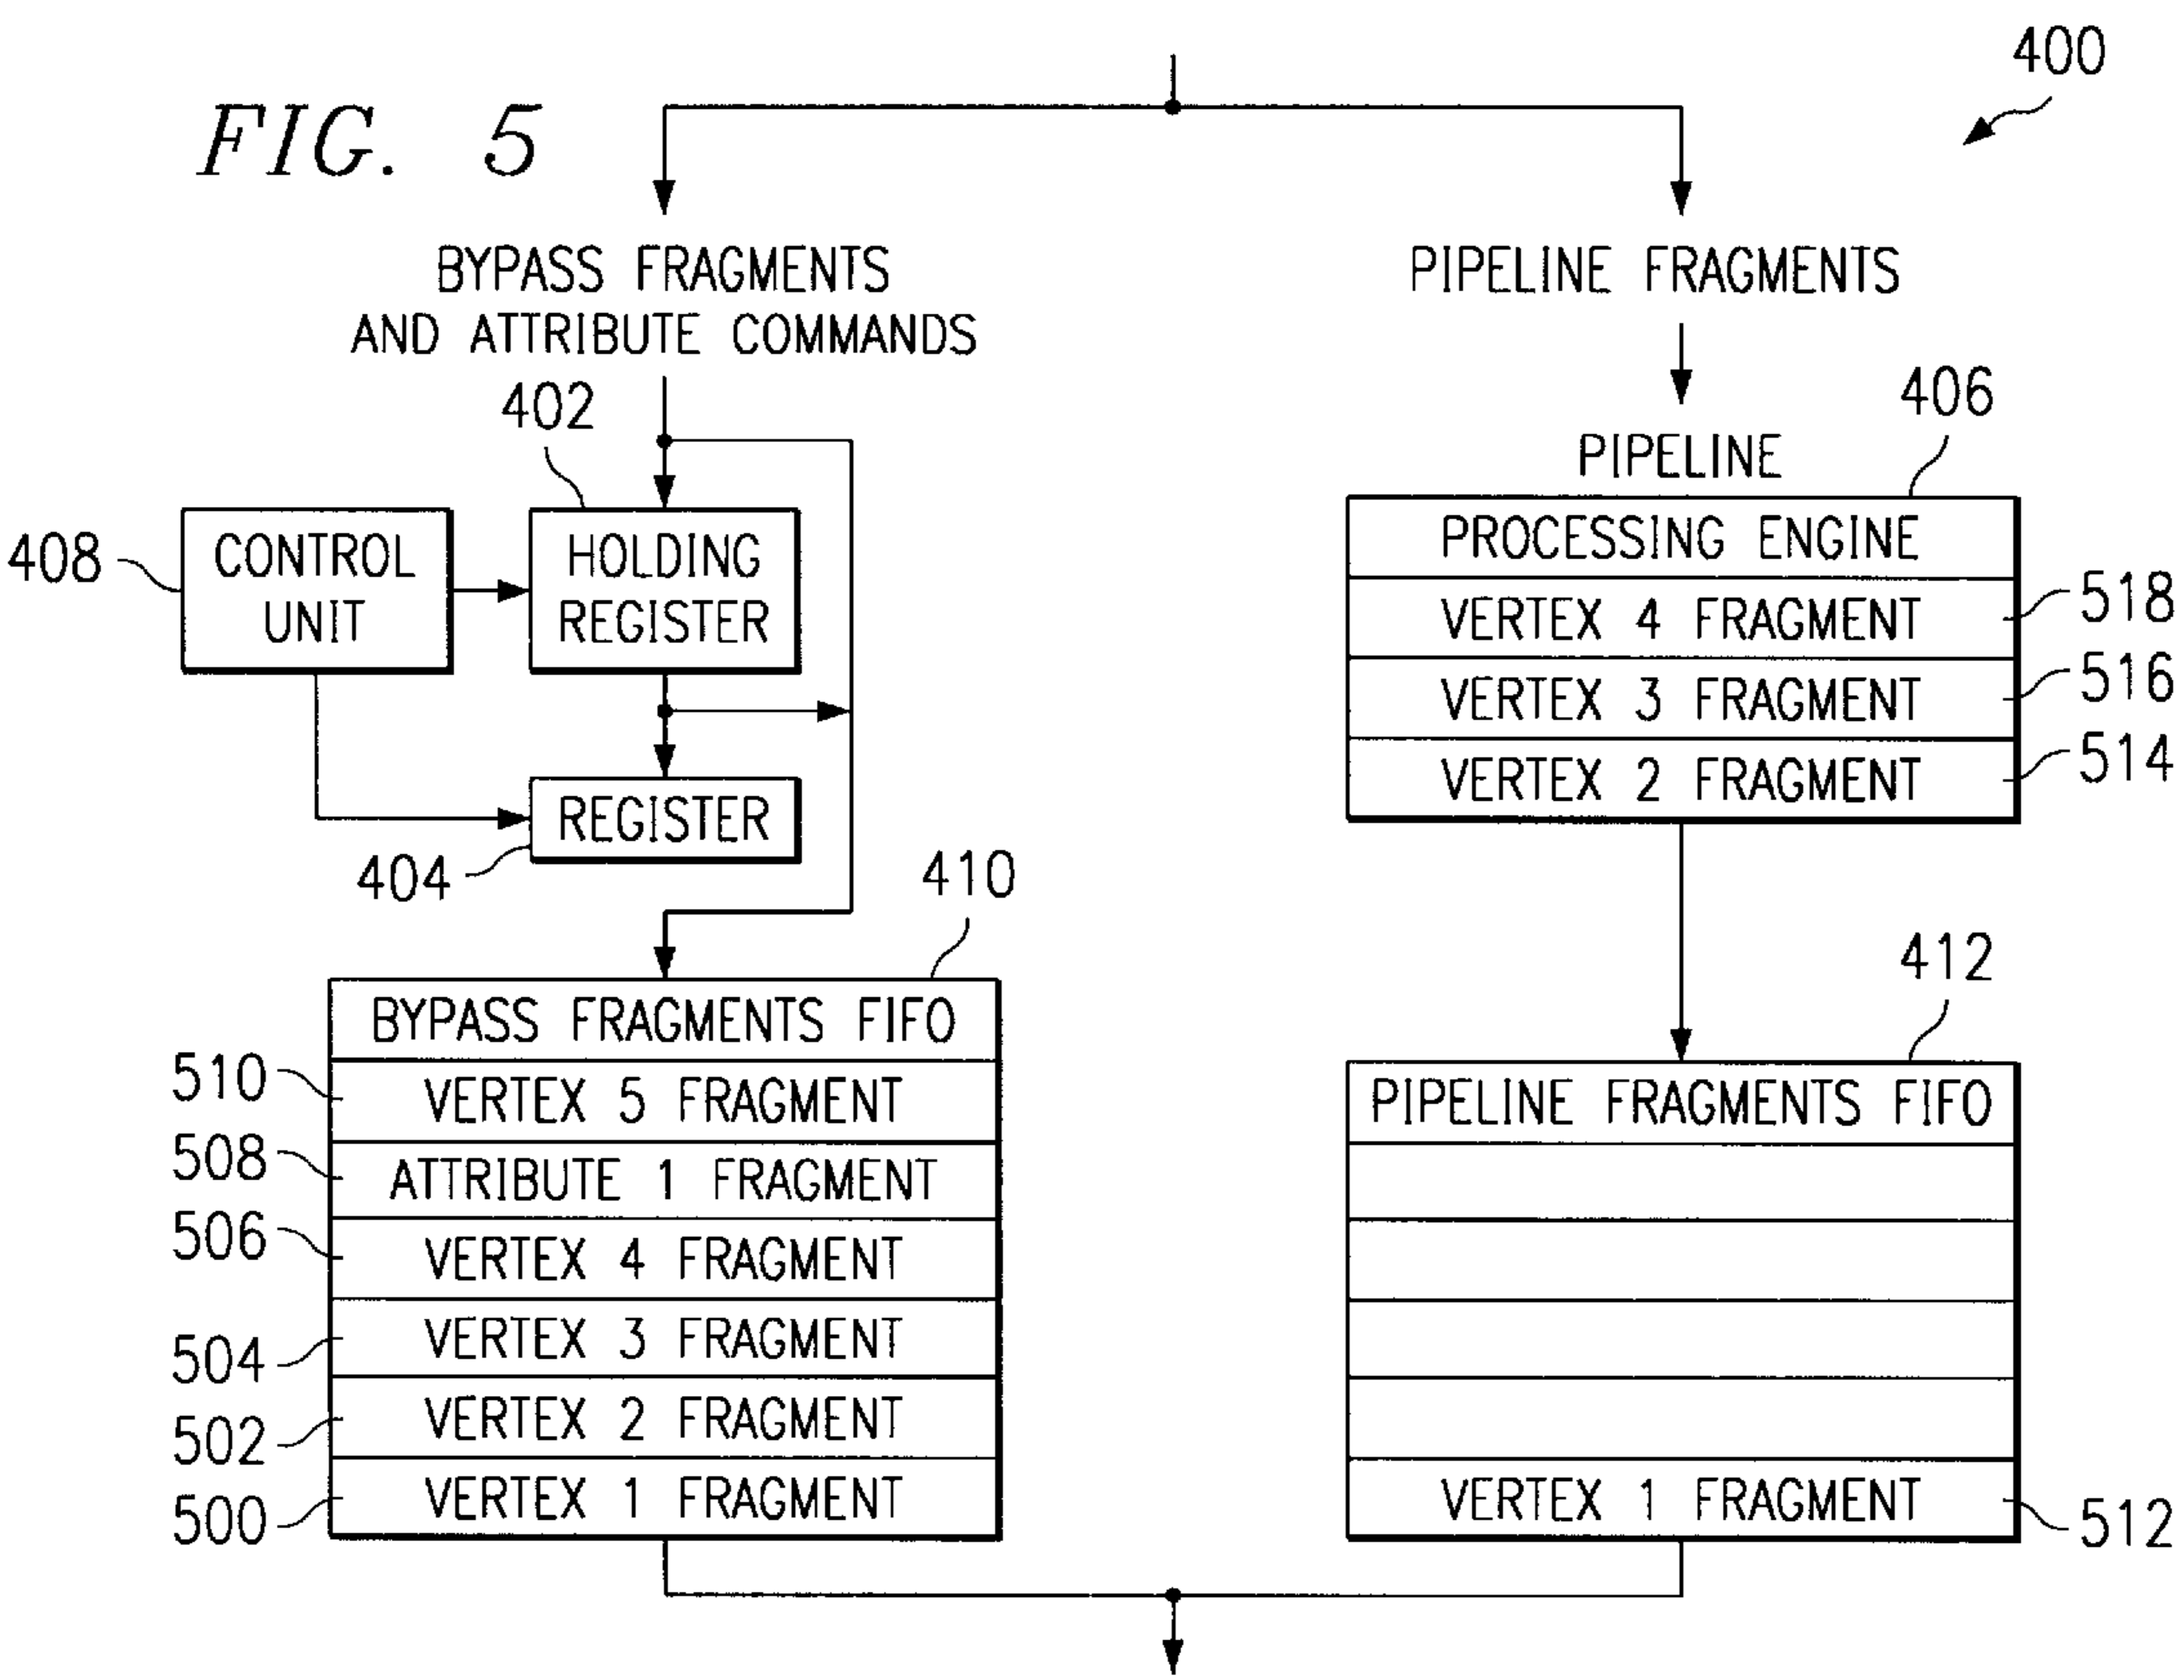 FIG. 5
400
BYPASS FRAGMENTS
AND ATTRIBUTE COMMANDS
PIPELINE FRAGMENTS
402
406
PIPELINE
408
CONTROL
UNIT
HOLDING
REGISTER
PROCESSING ENGINE
VERTEX 4 FRAGMENT
518
VERTEX 3 FRAGMENT
516
VERTEX 2 FRAGMENT
514
REGISTER
404
410
412
BYPASS FRAGMENTS FIFO
510
VERTEX 5 FRAGMENT
508
ATTRIBUTE 1 FRAGMENT
506
VERTEX 4 FRAGMENT
504
VERTEX 3 FRAGMENT
502
VERTEX 2 FRAGMENT
500
VERTEX 1 FRAGMENT
PIPELINE FRAGMENTS FIFO
VERTEX 1 FRAGMENT
512